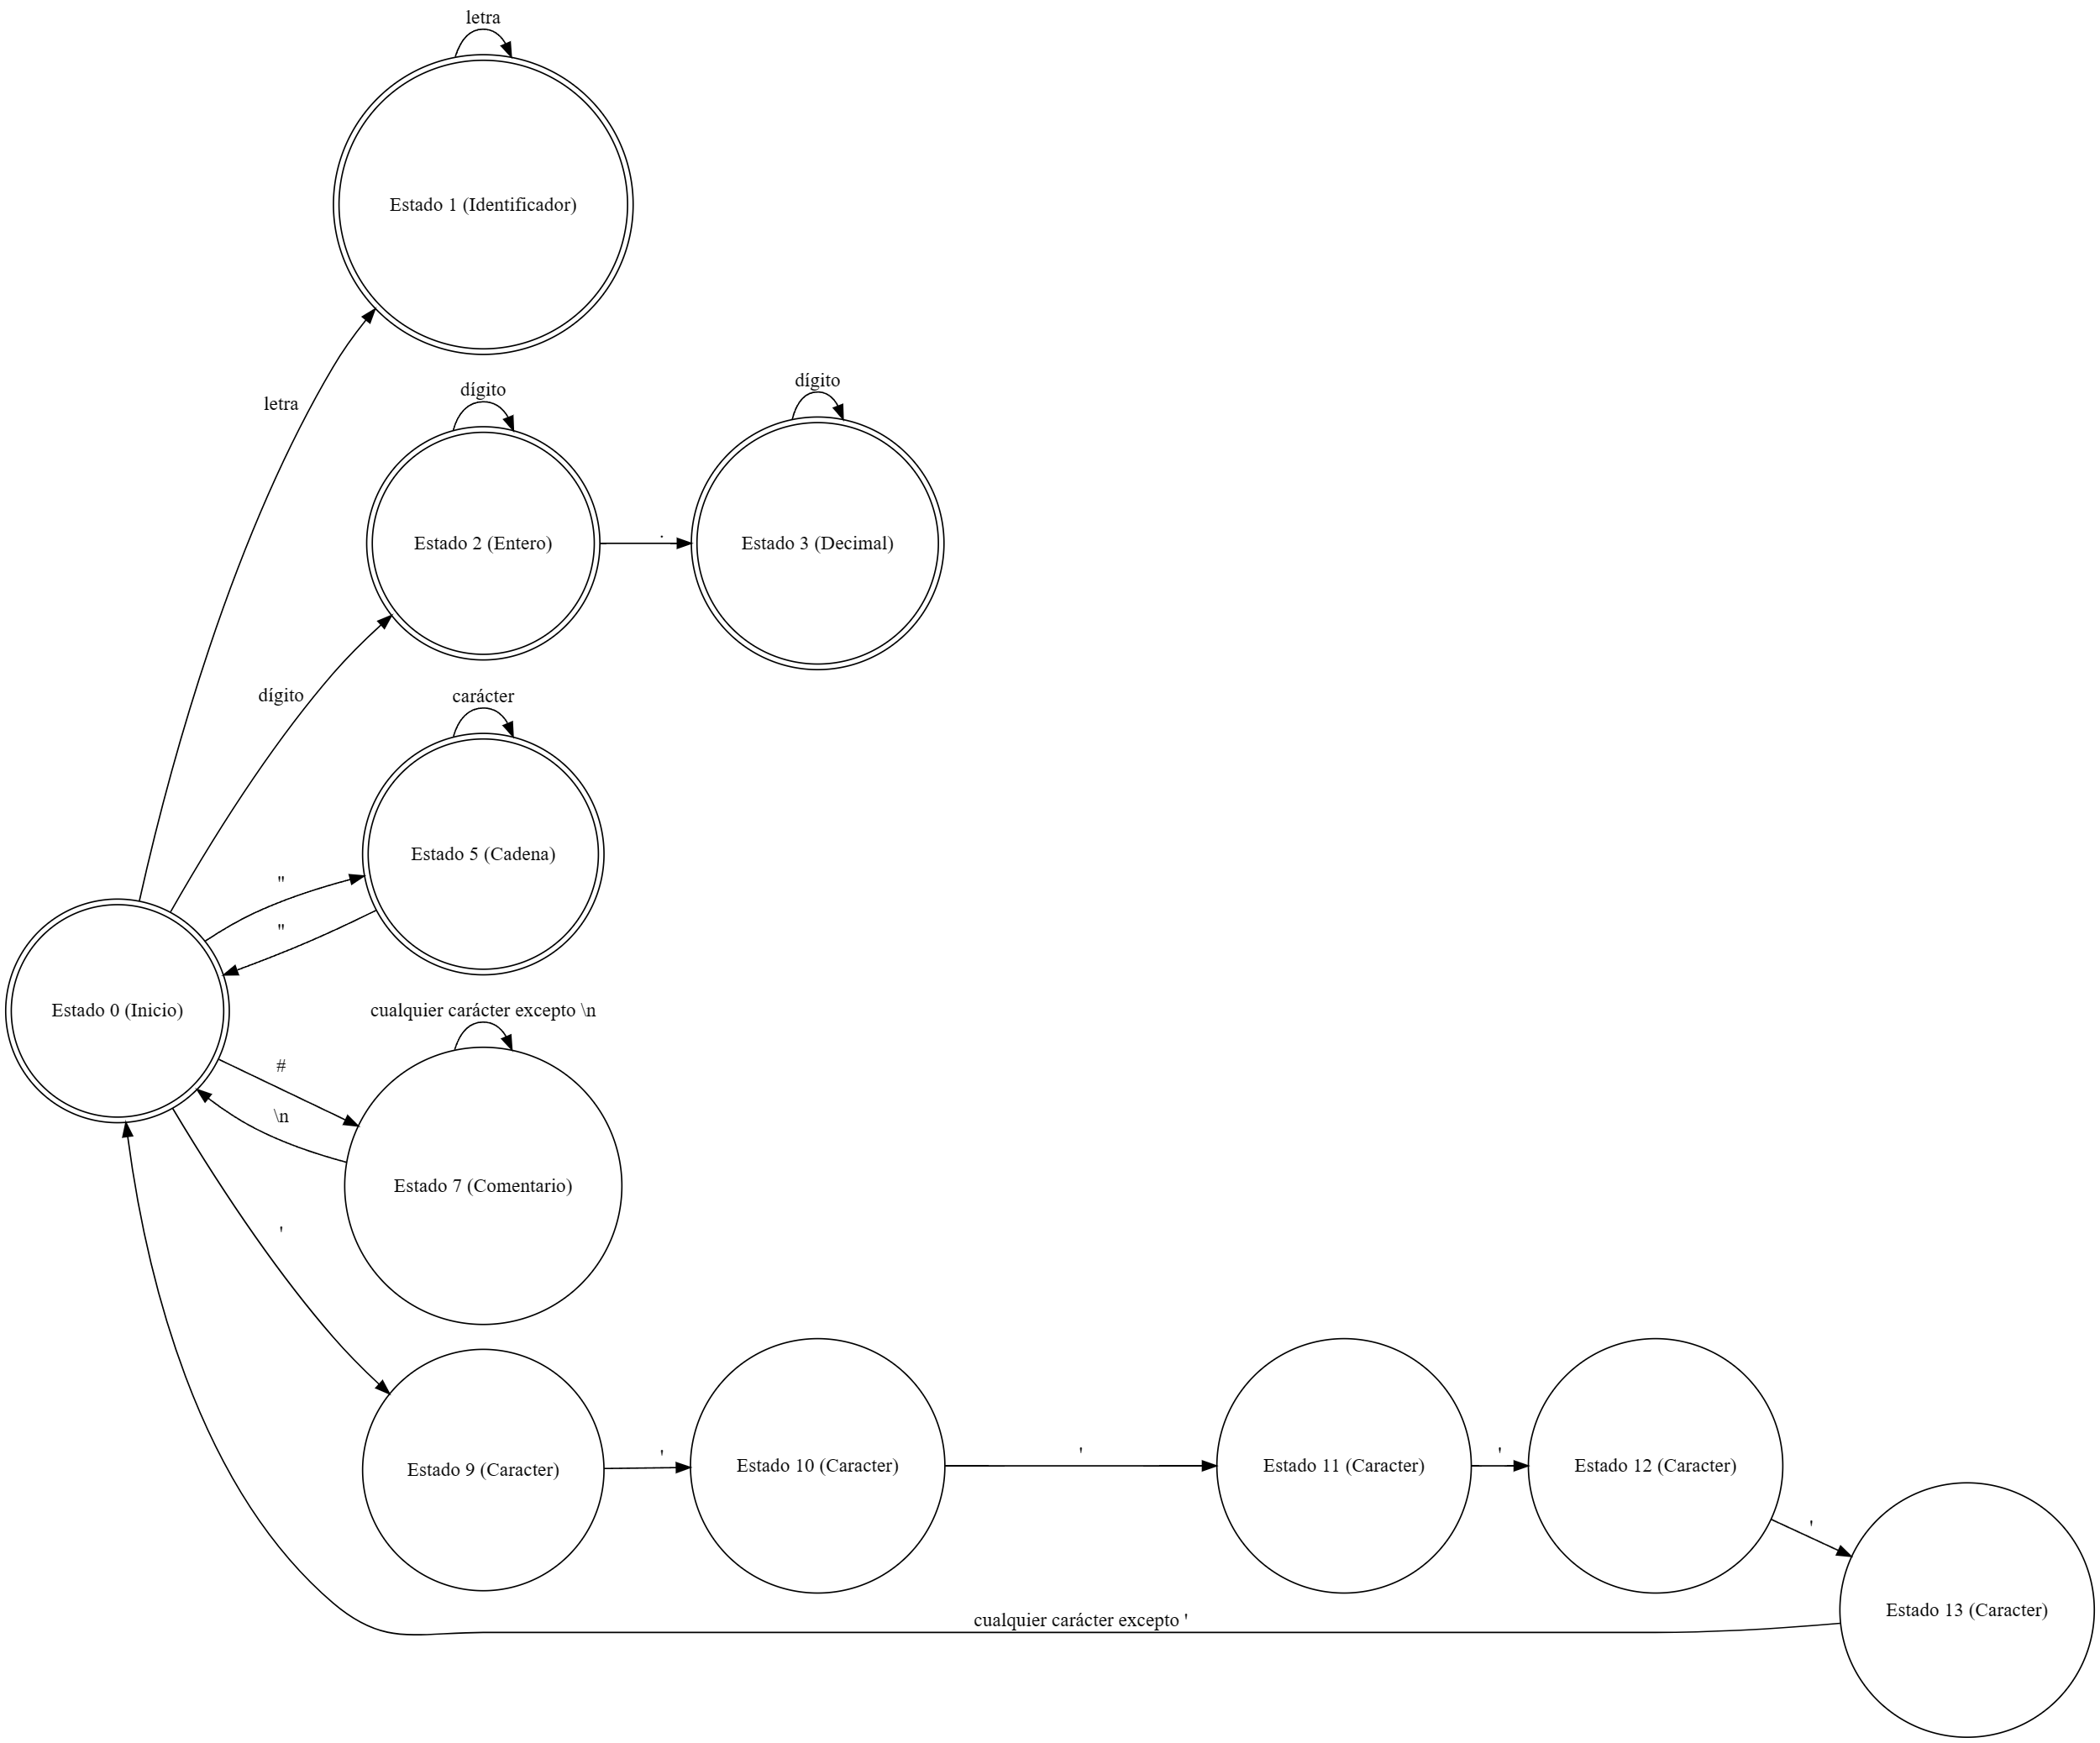 letra
Estado 1 (Identificador)
letra
dígito
dígito
Estado 2 (Entero)
.
Estado 3 (Decimal)
dígito
carácter
Estado 5 (Cadena)
"
"
Estado 0 (Inicio)
cualquier carácter excepto \n
#
\n
Estado 7 (Comentario)
'
Estado 9 (Caracter)
'
Estado 10 (Caracter)
'
Estado 11 (Caracter)
'
Estado 12 (Caracter)
'
Estado 13 (Caracter)
cualquier carácter excepto '